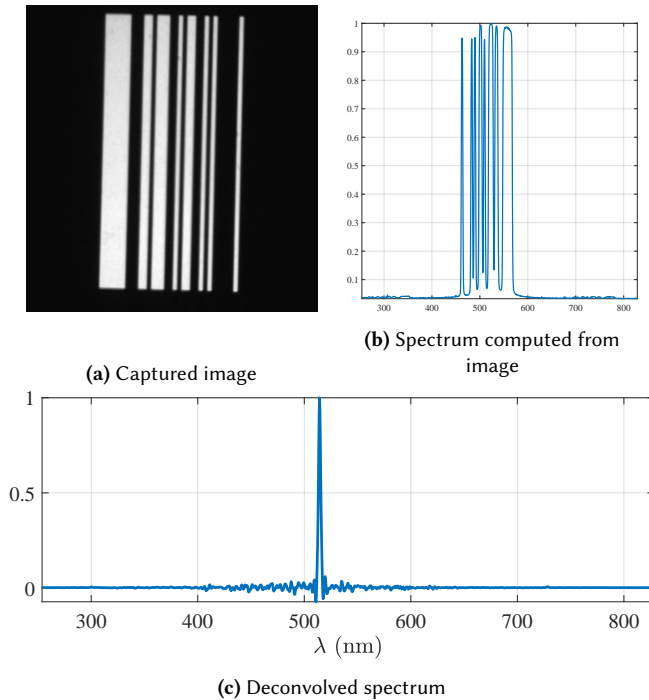 1
0.9
0.8
0.7
0.6
0.5
0.4
0.3
0.2
0.1
300 400 500 600 700 800
(a) Captured image
(b) Spectrum computed from
image
1
0.5
0
300 400 500 600 700 800
λ (nm)
(c) Deconvolved spectrum